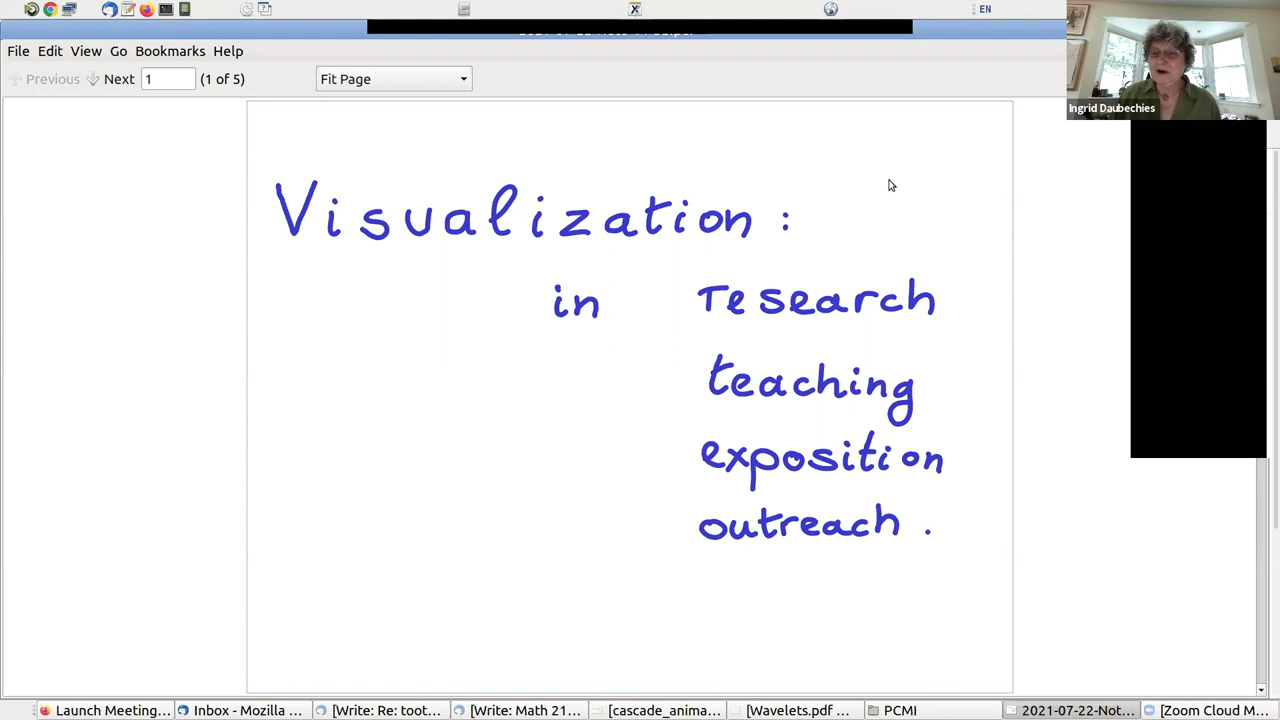 EN
File Edit View Go Bookmarks Help
Previous Next 1 (1 of 5) Fit Page
Ingrid Daubechies
Visualization :
in research
teaching
exposition
outreach .
Launch Meeting... Inbox - Mozilla ... [Write: Re: toot... [Write: Math 21... [cascade_anima... [Wavelets.pdf ... PCMI 2021-07-22-Not... [Zoom Cloud M...